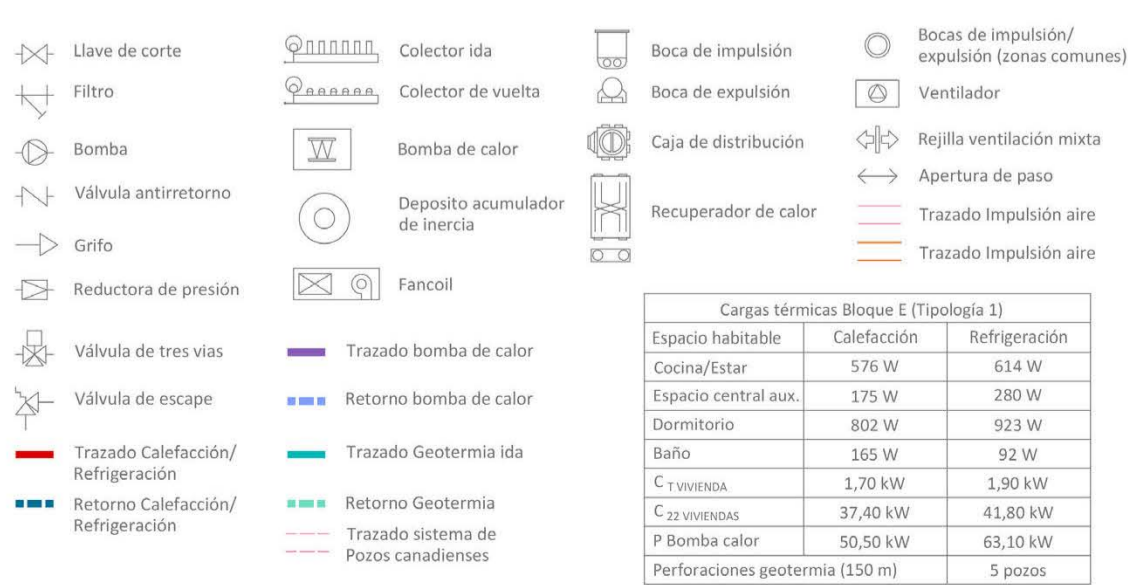 Llave de corte
Filtro
Bomba
Válvula antirretorno
Grifo
Reductora de presión
Válvula de tres vias
Válvula de escape
Trazado Calefacción/
Refrigeración
Retorno Calefacción/
Refrigeración
Colector ida
Colector de vuelta
Bomba de calor
Deposito acumulador
de inercia
Fancoil
Trazado bomba de calor
Retorno bomba de calor
Trazado Geotermia ida
Retorno Geotermia
Trazado sistema de
Pozos canadienses
Boca de impulsión
Boca de expulsión
Caja de distribución
Recuperador de calor
Bocas de impulsión/
expulsión (zonas comunes)
Ventilador
Rejilla ventilación mixta
Apertura de paso
Trazado Impulsión aire
Trazado Impulsión aire
Cargas térmicas Bloque E (Tipología 1)
Espacio habitable Calefacción Refrigeración
Cocina/Estar 576 W 614 W
Espacio central aux. 175 W 280 W
Dormitorio 802 W 923 W
Baño 165 W 92 W
C T VIVIENDA 1,70 kW 1,90 kW
C 22 VIVIENDAS 37,40 kW 41,80 kW
P Bomba calor 50,50 kW 63,10 kW
Perforaciones geotermia (150 m) 5 pozos